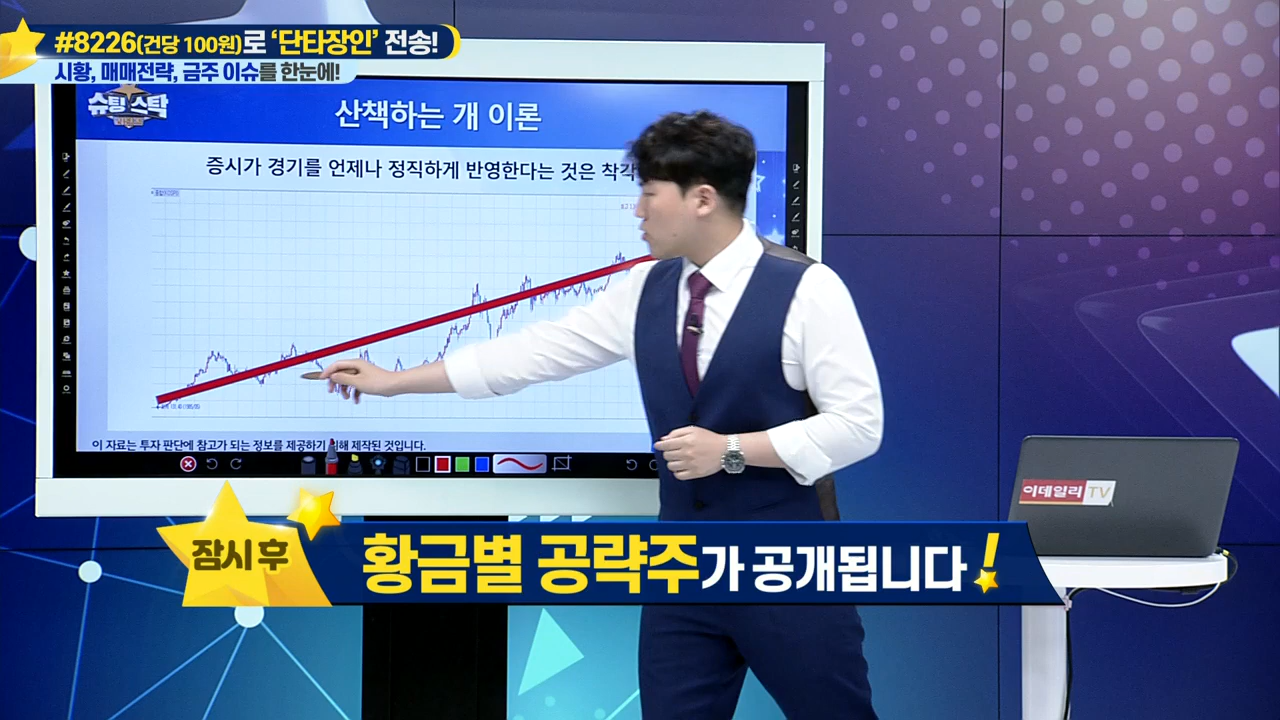 #8226(건당 100원)로 '단타장인' 전송!
시황, 매매전략, 금주 이슈를 한눈에!
슈팅 스탁
산책하는 개 이론
증시가 경기를 언제나 정직하게 반영한다는 것은 착각
이 자료는 투자 판단에 참고가 되는 정보를 제공하기 위해 제작된 것입니다.
이데일리 TV
잠시 후
황금별 공략주가 공개됩니다!